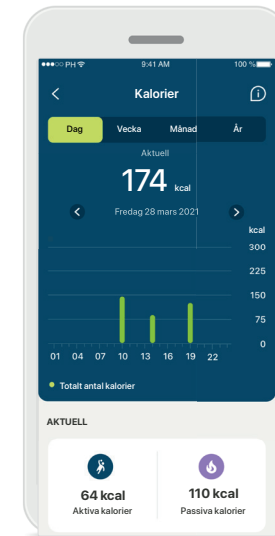 PH 9:41 AM 100 %
Kalorier
Dag Vecka Månad År
Aktuell
174 kcal
Fredag 28 mars 2021
kcal
300
225
150
75
0
01 04 07 10 13 16 19 22
Totalt antal kalorier
AKTUELL
64 kcal 110 kcal
Aktiva kalorier Passiva kalorier